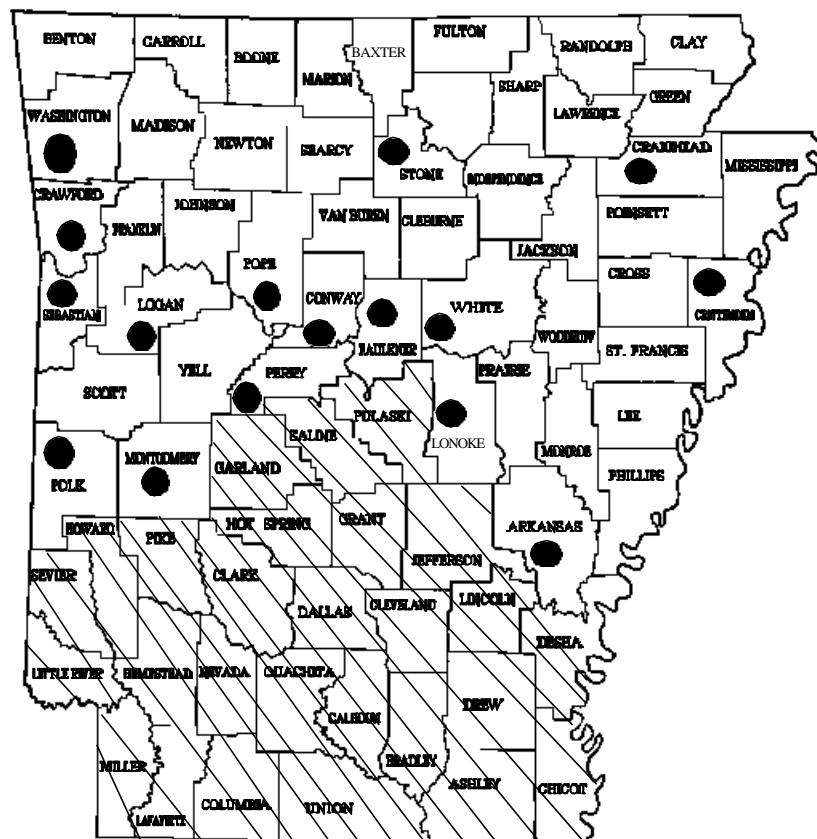 BENTON
CARROLL
BOONE
MARION
BAXTER
FULTON
RANDOLPH
CLAY
SHARP
LAWRENCE
GREEN
WASHINGTON
MADISON
NEWTON
SEARCY
STONE
INDEPENDENCE
CRAIGHEAD
MISSISSIPPI
CRAWFORD
FRANKLIN
JOHNSON
VAN BUREN
CLEBURNE
JACKSON
POINSETT
POPE
SEBASTIAN
LOGAN
CONWAY
FAULKNER
WHITE
WOODRUFF
CROSS
CRITTENDEN
ST. FRANCIS
SCOTT
YELL
PERRY
PULASKI
PRAIRIE
LONOKE
LEE
MONROE
PHILLIPS
POLK
MONTGOMERY
GARLAND
SALINE
HOT SPRING
GRANT
JEFFERSON
ARKANSAS
HOWARD
PIKE
SEVIER
CLARK
DALLAS
CLEVELAND
LINCOLN
DESHA
LITTLE RIVER
HEMPSTEAD
NEVADA
OUACHITA
CALHOUN
DREW
MILLER
LAFAYETTE
COLUMBIA
UNION
BRADLEY
ASHLEY
CHICOT